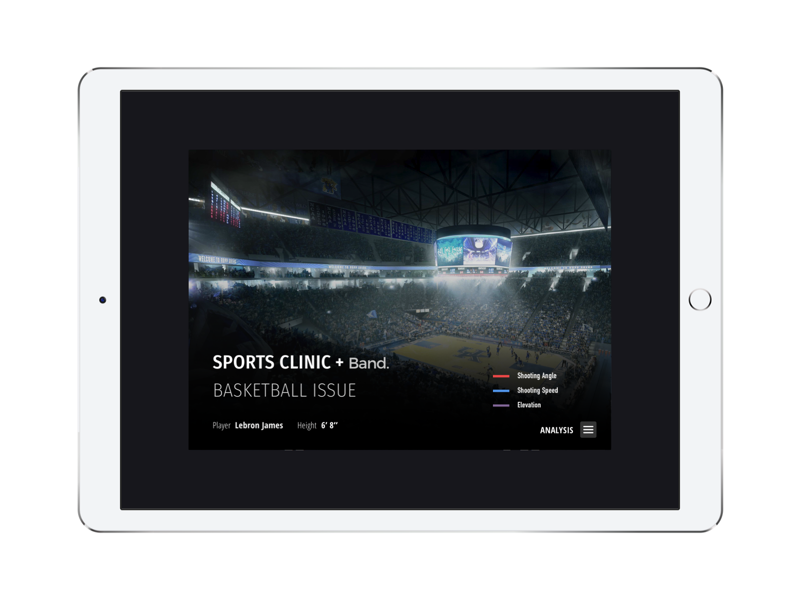 SPORTS CLINIC + Band.
BASKETBALL ISSUE
Player Lebron James Height 6' 8"
Shooting Angle
Shooting Speed
Elevation
ANALYSIS